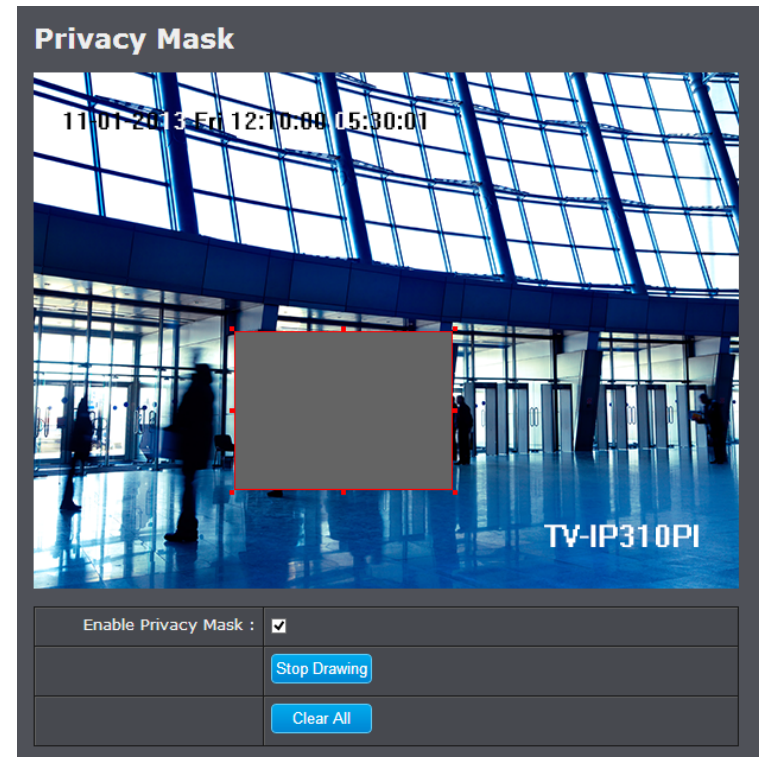 Privacy Mask
11-01-2013 Fri 12:10:00 05:30:01
TV-IP310PI
Enable Privacy Mask :
Stop Drawing
Clear All